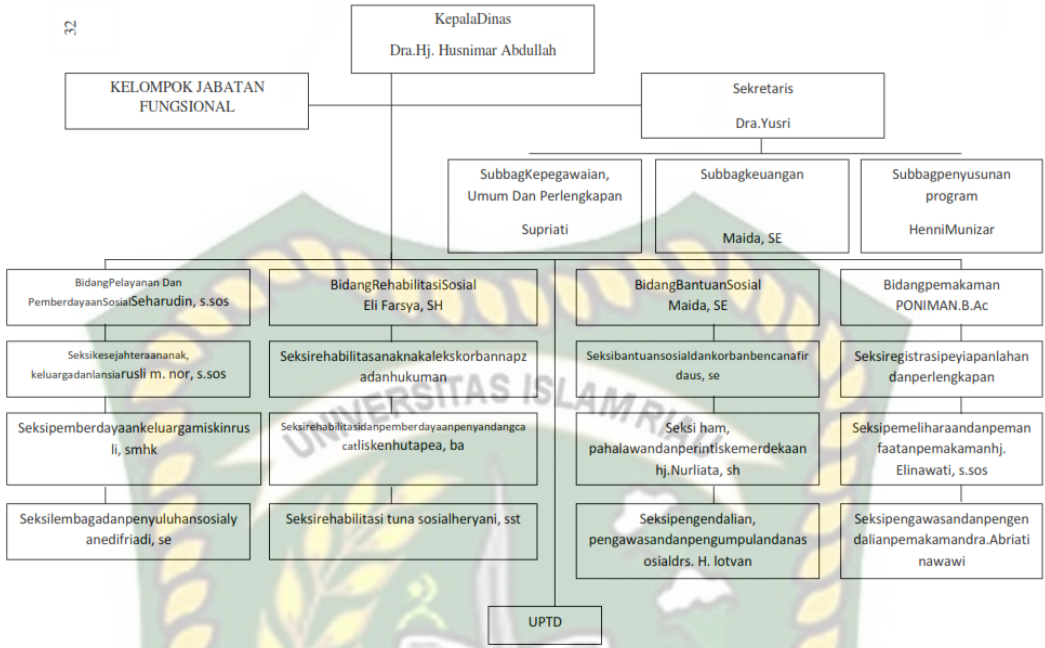 32
KepalaDinas
Dra.Hj. Husnimar Abdullah
KELOMPOK JABATAN
FUNGSIONAL
Sekretaris
Dra.Yusri
SubbagKepegawaian,
Umum Dan Perlengkapan
Supriati
Subbagkeuangan
Maida, SE
Subbagpenyusunan
program
HenniMunizar
BidangPelayanan Dan
PemberdayaanSosialSeharudin, s.sos
BidangRehabilitasiSosial
Eli Farsya, SH
BidangBantuanSosial
Maida, SE
Bidangpemakaman
PONIMAN.B.Ac
Seksikesejahteraananak,
keluargadanlansiarusli m. nor, s.sos
Seksirehabilitasanaknakalekskorbannapz
adanhukuman
Seksibantuansosialdankorbanbencanafir
daus, se
Seksiregistrasipeyiapanlahan
danperlengkapan
Seksipemberdayaankeluargamiskinrus
li, smhk
Seksirehabilitasidanpemberdayaanpenyandangca
catliskenhutapea, ba
Seksi ham,
pahalawandanperintiskemerdekaan
hj.Nurliata, sh
Seksipemeliharaandanpeman
faatanpemakamanhj.
Elinawati, s.sos
Seksilembagadanpenyuluhansosialy
anedifriadi, se
Seksirehabilitasi tuna sosialheryani, sst
Seksipengendalian,
pengawasandanpengumpulandanas
osialdrs. H. lotvan
Seksipengawasandanpengen
dalianpemakamandra.Abriati
nawawi
UPTD
UNIVERSITAS ISLAM RIAU